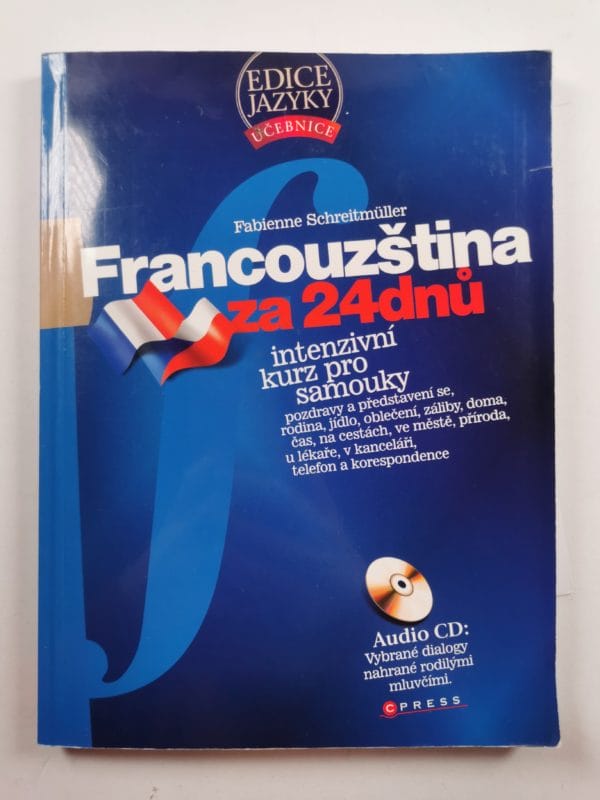 EDICE
JAZYKY
UČEBNICE
Fabienne Schreitmüller
Francouzština
za 24dnů
intenzivní
kurz pro
samouky
pozdravy a představení se,
rodina, jídlo, oblečení, záliby, doma,
čas, na cestách, ve městě, příroda,
u lékaře, v kanceláři,
telefon a korespondence
Audio CD:
Vybrané dialogy
nahrané rodilými
mluvčími.
CPRESS